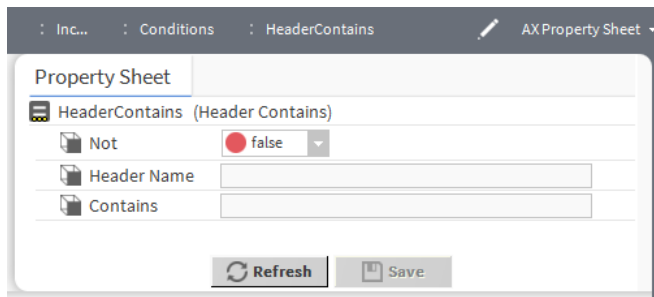 : Inc... : Conditions : HeaderContains AX Property Sheet
Property Sheet
HeaderContains (Header Contains)
Not false
Header Name
Contains
Refresh Save